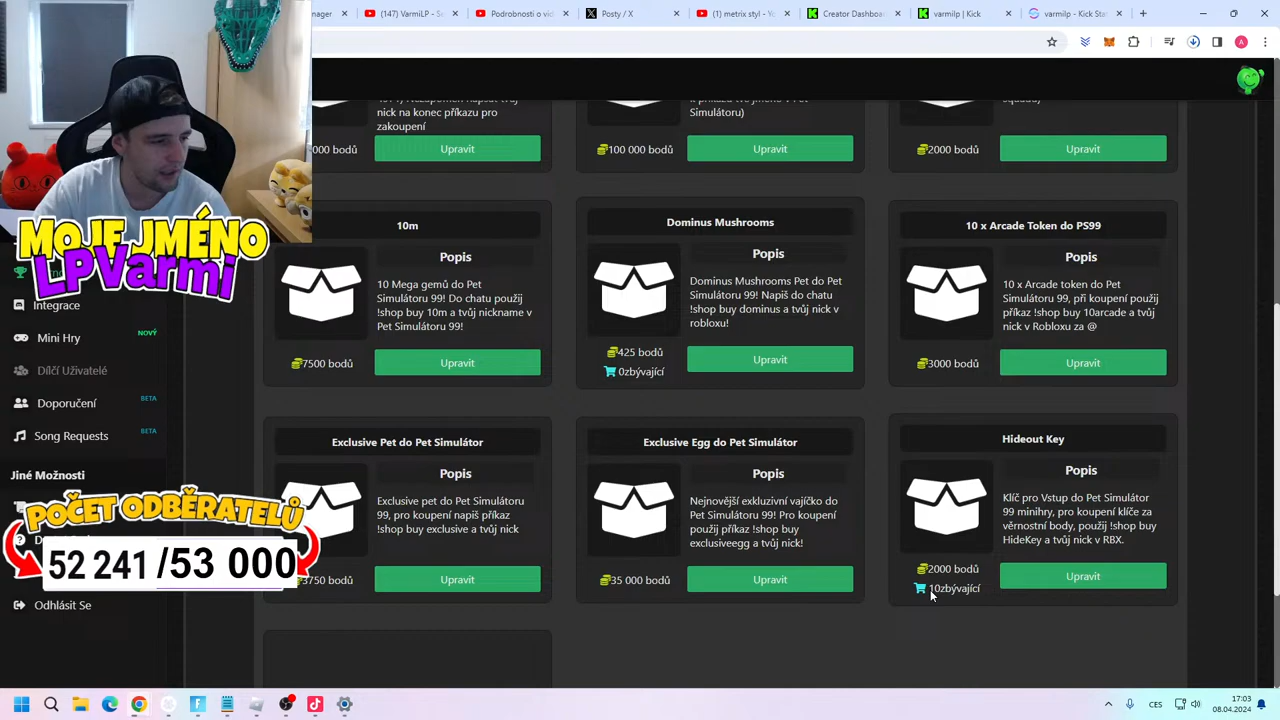 anager
(147) VarmiLP - S
Podrobnosti o vid
Posty / X
(1) metrix styl - Yo
Creator Dashboa
varmilp | Kick
varmilp - Kick Stat
A
nick na konec příkazu pro
zakoupení
000 bodů
Upravit
Simulátoru)
100 000 bodů
Upravit
2000 bodů
Upravit
10m
Popis
10 Mega gemů do Pet
Simulátoru 99! Do chatu použij
!shop buy 10m a tvůj nickname v
Pet Simulátoru 99!
7500 bodů
Upravit
Dominus Mushrooms
Popis
Dominus Mushrooms Pet do Pet
Simulátoru 99! Napiš do chatu
!shop buy dominus a tvůj nick v
robloxu!
425 bodů
0zbývající
Upravit
10 x Arcade Token do PS99
Popis
10 x Arcade token do Pet
Simulátoru 99, při koupení použij
příkaz !shop buy 10arcade a tvůj
nick v Robloxu za @
3000 bodů
Upravit
Exclusive Pet do Pet Simulátor
Popis
Exclusive pet do Pet Simulátoru
99, pro koupení napiš příkaz
!shop buy exclusive a tvůj nick
3750 bodů
Upravit
Exclusive Egg do Pet Simulátor
Popis
Nejnovější exkluzivní vajíčko do
Pet Simulátoru 99! Pro koupení
použij příkaz !shop buy
exclusiveegg a tvůj nick!
35 000 bodů
Upravit
Hideout Key
Popis
Klíč pro Vstup do Pet Simulátor
99 minihry, pro koupení klíče za
věrnostní body, použij !shop buy
HideKey a tvůj nick v RBX.
2000 bodů
10zbývající
Upravit
MOJE JMÉNO
LPVarmi
Integrace
Mini Hry
NOVÝ
Dílčí Uživatelé
Doporučení
BETA
Song Requests
BETA
Jiné Možnosti
POČET ODBĚRATELŮ
52 241 /53 000
Odhlásit Se
CES
17:03
08.04.2024